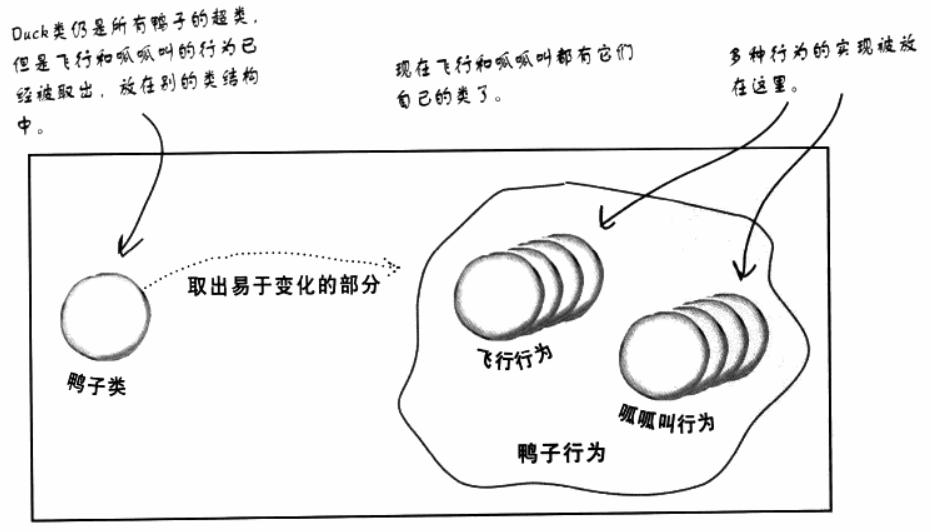 Duck类仍是所有鸭子的超类,
但是飞行和呱呱叫的行为已
经被取出，放在别的类结构
中。
现在飞行和呱呱叫都有它们
自己的类了。
多种行为的实现被放
在这里。
取出易于变化的部分
鸭子类
飞行行为
呱呱叫行为
鸭子行为